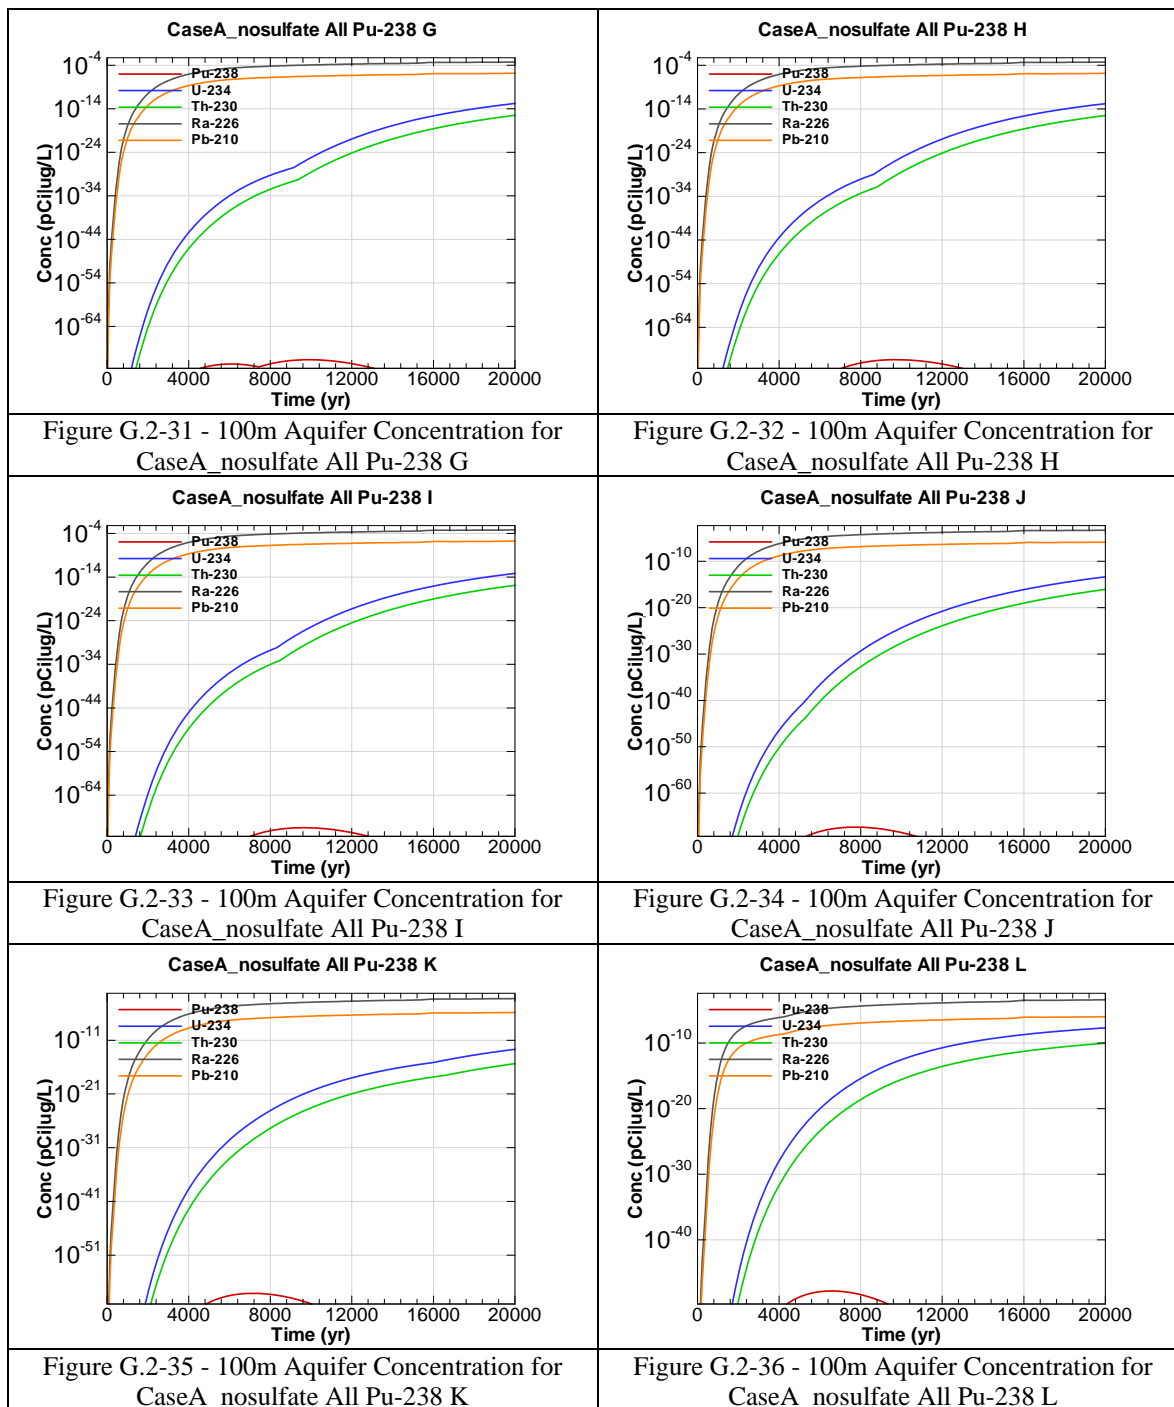 CaseA_nosulfate All Pu-238 G
Conc (pCi|ug/L)
10-4
10-14
10-24
10-34
10-44
10-54
10-64
Pu-238
U-234
Th-230
Ra-226
Pb-210
0 4000 8000 12000 16000 20000
Time (yr)
Figure G.2-31 - 100m Aquifer Concentration for
CaseA_nosulfate All Pu-238 G
CaseA_nosulfate All Pu-238 H
Conc (pCi|ug/L)
10-4
10-14
10-24
10-34
10-44
10-54
10-64
Pu-238
U-234
Th-230
Ra-226
Pb-210
0 4000 8000 12000 16000 20000
Time (yr)
Figure G.2-32 - 100m Aquifer Concentration for
CaseA_nosulfate All Pu-238 H
CaseA_nosulfate All Pu-238 I
Conc (pCi|ug/L)
10-4
10-14
10-24
10-34
10-44
10-54
10-64
Pu-238
U-234
Th-230
Ra-226
Pb-210
0 4000 8000 12000 16000 20000
Time (yr)
Figure G.2-33 - 100m Aquifer Concentration for
CaseA_nosulfate All Pu-238 I
CaseA_nosulfate All Pu-238 J
Conc (pCi|ug/L)
10-10
10-20
10-30
10-40
10-50
10-60
Pu-238
U-234
Th-230
Ra-226
Pb-210
0 4000 8000 12000 16000 20000
Time (yr)
Figure G.2-34 - 100m Aquifer Concentration for
CaseA_nosulfate All Pu-238 J
CaseA_nosulfate All Pu-238 K
Conc (pCi|ug/L)
10-11
10-21
10-31
10-41
10-51
Pu-238
U-234
Th-230
Ra-226
Pb-210
0 4000 8000 12000 16000 20000
Time (yr)
Figure G.2-35 - 100m Aquifer Concentration for
CaseA_nosulfate All Pu-238 K
CaseA_nosulfate All Pu-238 L
Conc (pCi|ug/L)
10-10
10-20
10-30
10-40
Pu-238
U-234
Th-230
Ra-226
Pb-210
0 4000 8000 12000 16000 20000
Time (yr)
Figure G.2-36 - 100m Aquifer Concentration for
CaseA_nosulfate All Pu-238 L